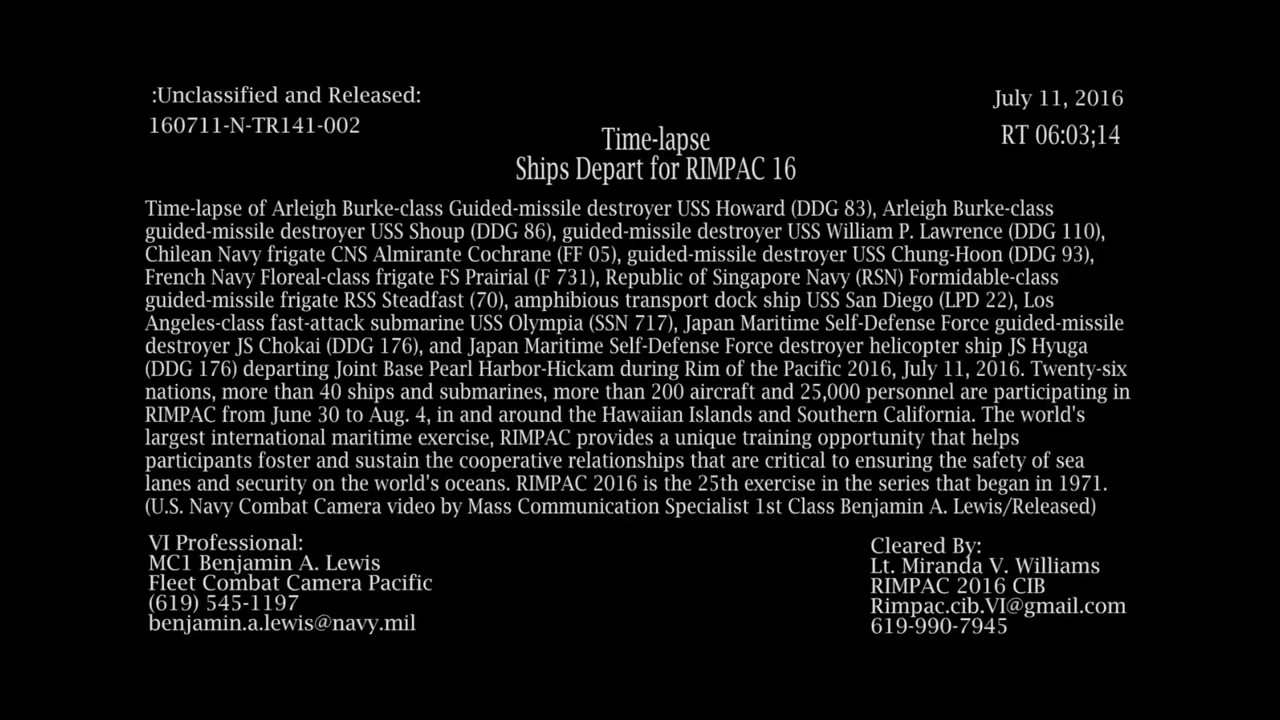 :Unclassified and Released:
160711-N-TR141-002
July 11, 2016
RT 06:03;14
Time-lapse
Ships Depart for RIMPAC 16
Time-lapse of Arleigh Burke-class Guided-missile destroyer USS Howard (DDG 83), Arleigh Burke-class
guided-missile destroyer USS Shoup (DDG 86), guided-missile destroyer USS William P. Lawrence (DDG 110),
Chilean Navy frigate CNS Almirante Cochrane (FF 05), guided-missile destroyer USS Chung-Hoon (DDG 93),
French Navy Floreal-class frigate FS Prairial (F 731), Republic of Singapore Navy (RSN) Formidable-class
guided-missile frigate RSS Steadfast (70), amphibious transport dock ship USS San Diego (LPD 22), Los
Angeles-class fast-attack submarine USS Olympia (SSN 717), Japan Maritime Self-Defense Force guided-missile
destroyer JS Chokai (DDG 176), and Japan Maritime Self-Defense Force destroyer helicopter ship JS Hyuga
(DDG 176) departing Joint Base Pearl Harbor-Hickam during Rim of the Pacific 2016, July 11, 2016. Twenty-six
nations, more than 40 ships and submarines, more than 200 aircraft and 25,000 personnel are participating in
RIMPAC from June 30 to Aug. 4, in and around the Hawaiian Islands and Southern California. The world's
largest international maritime exercise, RIMPAC provides a unique training opportunity that helps
participants foster and sustain the cooperative relationships that are critical to ensuring the safety of sea
lanes and security on the world's oceans. RIMPAC 2016 is the 25th exercise in the series that began in 1971.
(U.S. Navy Combat Camera video by Mass Communication Specialist 1st Class Benjamin A. Lewis/Released)
VI Professional:
MC1 Benjamin A. Lewis
Fleet Combat Camera Pacific
(619) 545-1197
benjamin.a.lewis@navy.mil
Cleared By:
Lt. Miranda V. Williams
RIMPAC 2016 CIB
Rimpac.cib.VI@gmail.com
619-990-7945